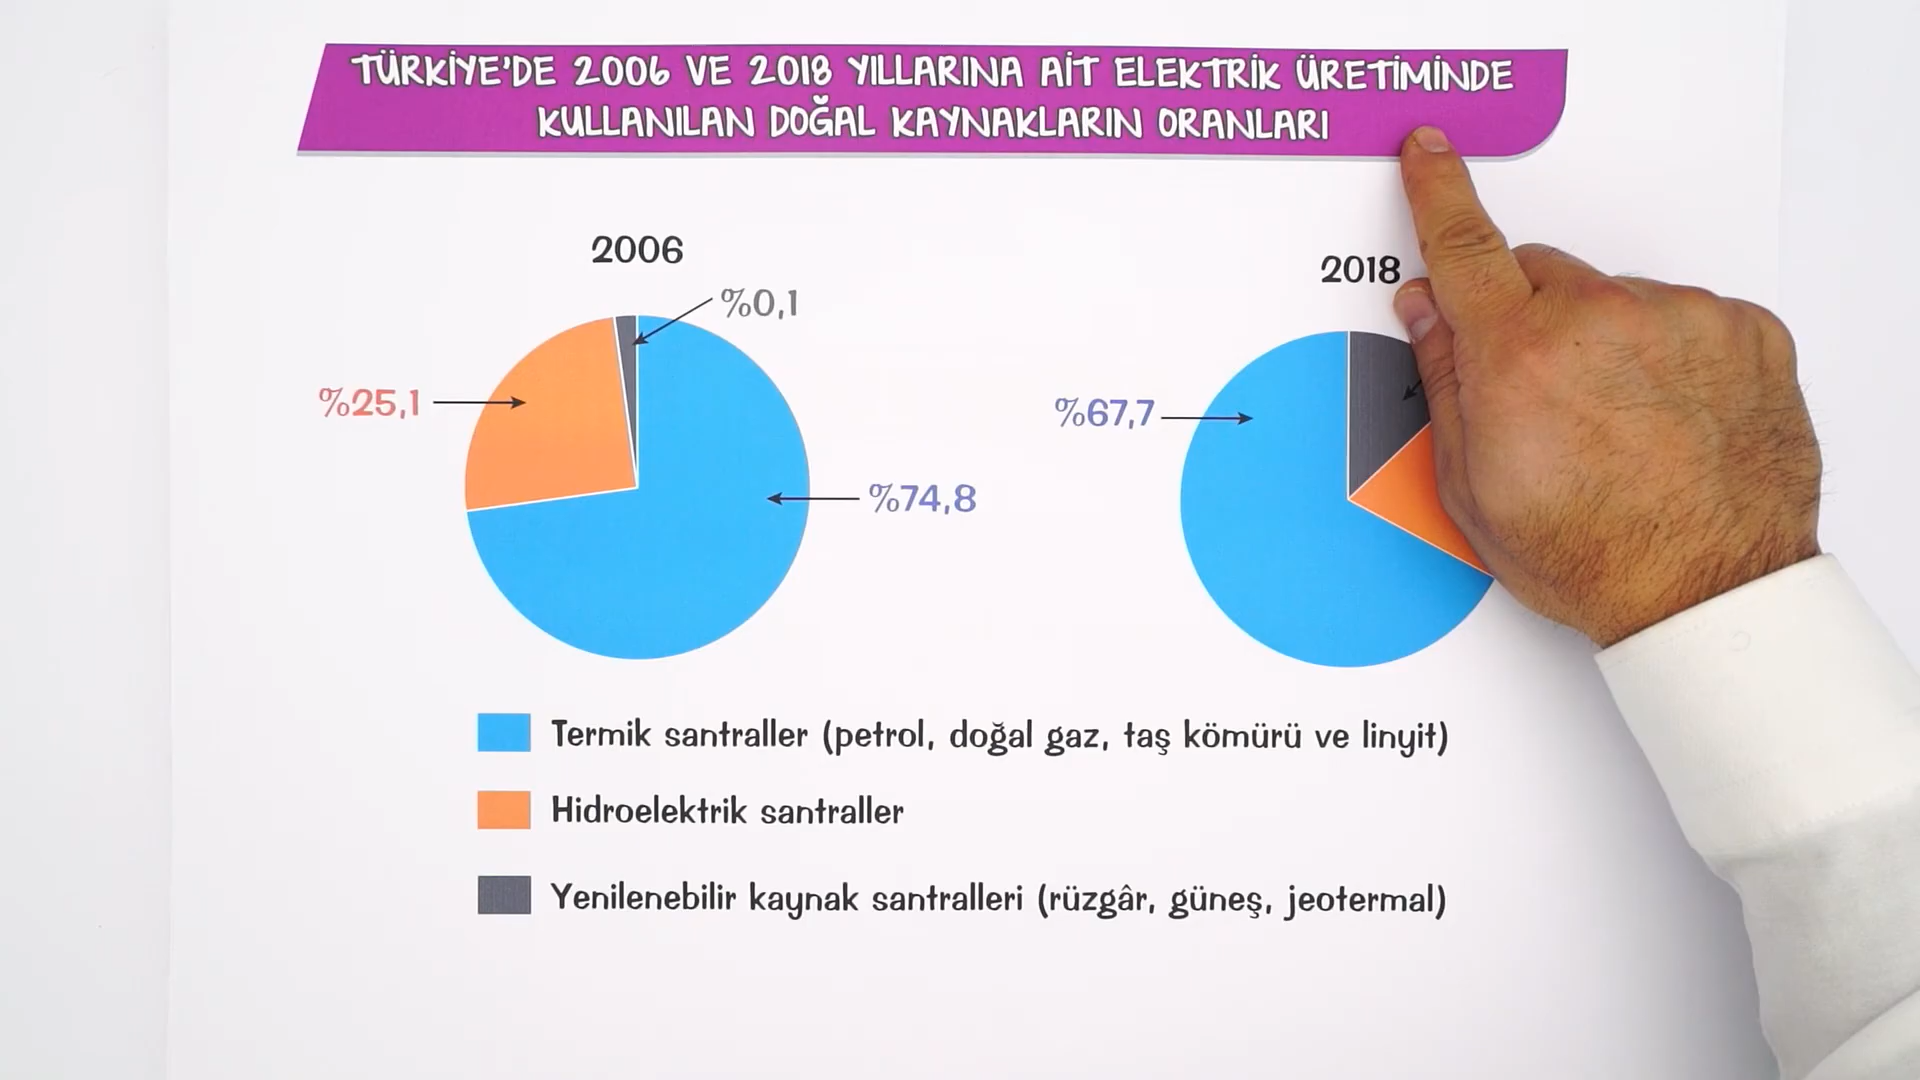 TÜRKİYE'DE 2006 VE 2018 YILLARINA AİT ELEKTRİK ÜRETİMİNDE
KULLANILAN DOĞAL KAYNAKLARIN ORANLARI
2006
%0,1
%25,1
%74,8
2018
%67,7
Termik santraller (petrol, doğal gaz, taş kömürü ve linyit)
Hidroelektrik santraller
Yenilenebilir kaynak santralleri (rüzgâr, güneş, jeotermal)